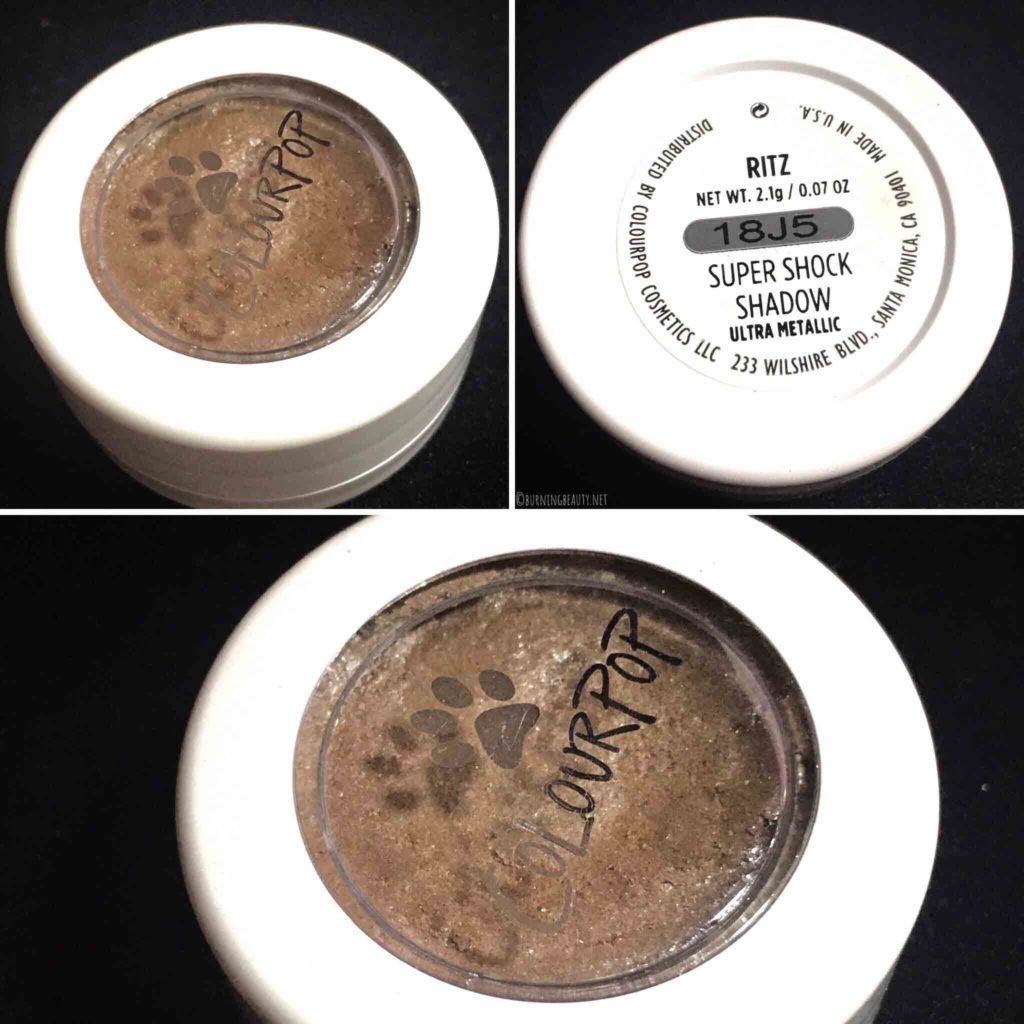 COLOURPOP
RITZ
NET WT. 2.1g / 0.07 OZ
18J5
SUPER SHOCK
SHADOW
ULTRA METALLIC
DISTRIBUTED BY COLOURPOP COSMETICS LLC 233 WILSHIRE BLVD., SANTA MONICA, CA 90401 MADE IN U.S.A.
©BURNINGBEAUTY.NET
COLOURPOP